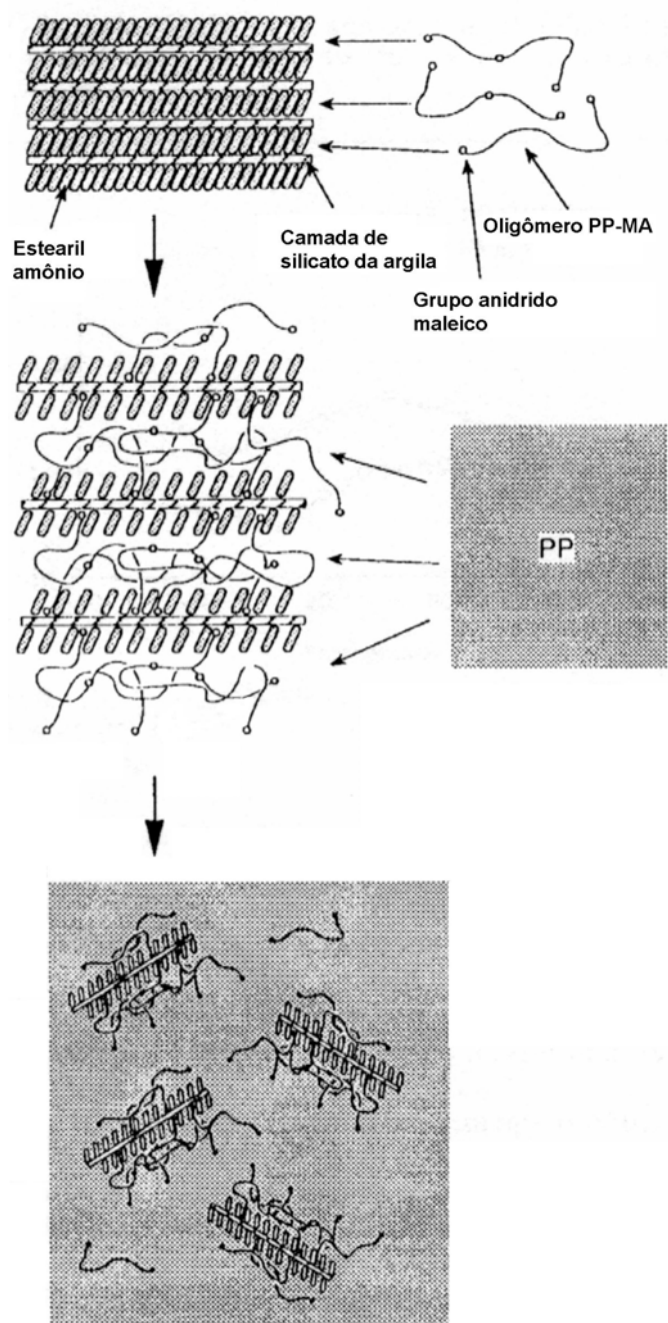 Estearil
amônio
Camada de
silicato da argila
Oligômero PP-MA
Grupo anidrido
maleico
PP